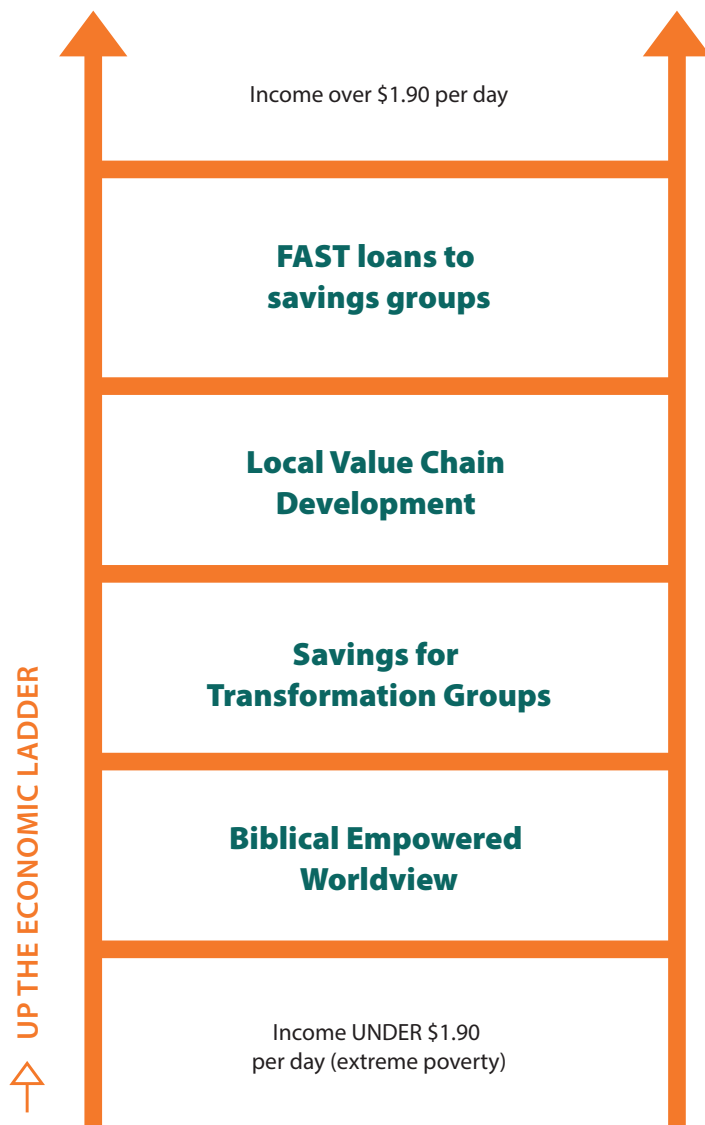 Income over $1.90 per day
FAST loans to
savings groups
Local Value Chain
Development
Savings for
Transformation Groups
Biblical Empowered
Worldview
Income UNDER $1.90
per day (extreme poverty)
UP THE ECONOMIC LADDER